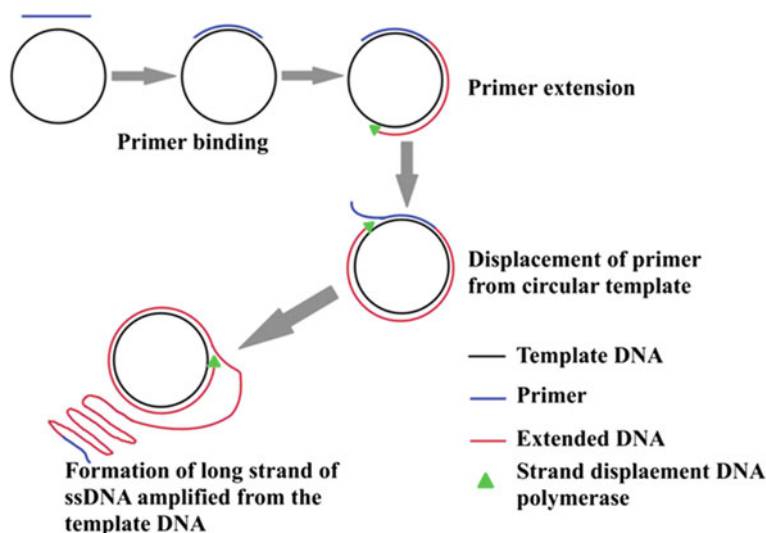 Primer binding
Primer extension
Displacement of primer
from circular template
Template DNA
Primer
Extended DNA
Strand displaement DNA
polymerase
Formation of long strand of
ssDNA amplified from the
template DNA